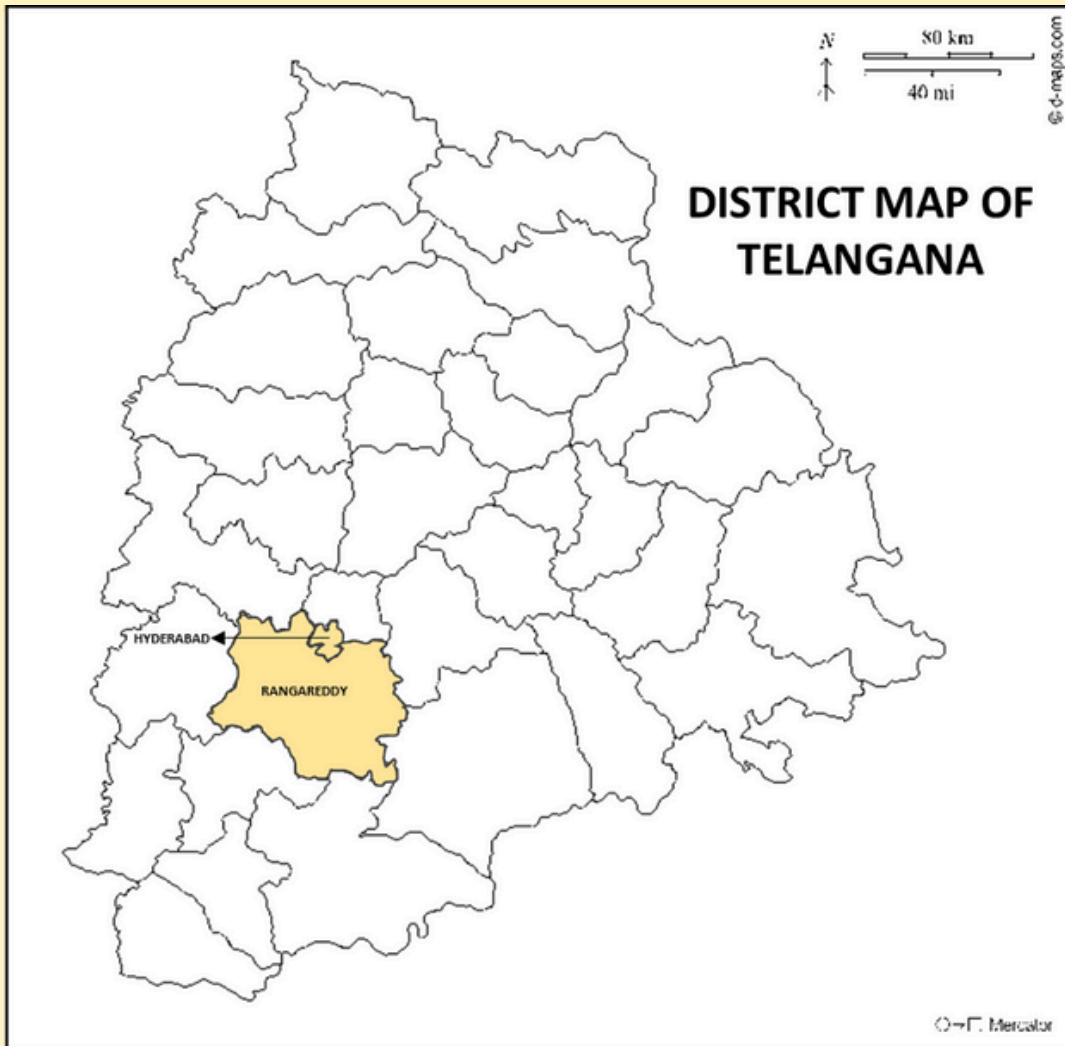 N
80 km
40 mi
© d-maps.com
DISTRICT MAP OF
TELANGANA
HYDERABAD
RANGAREDDY
Mercator